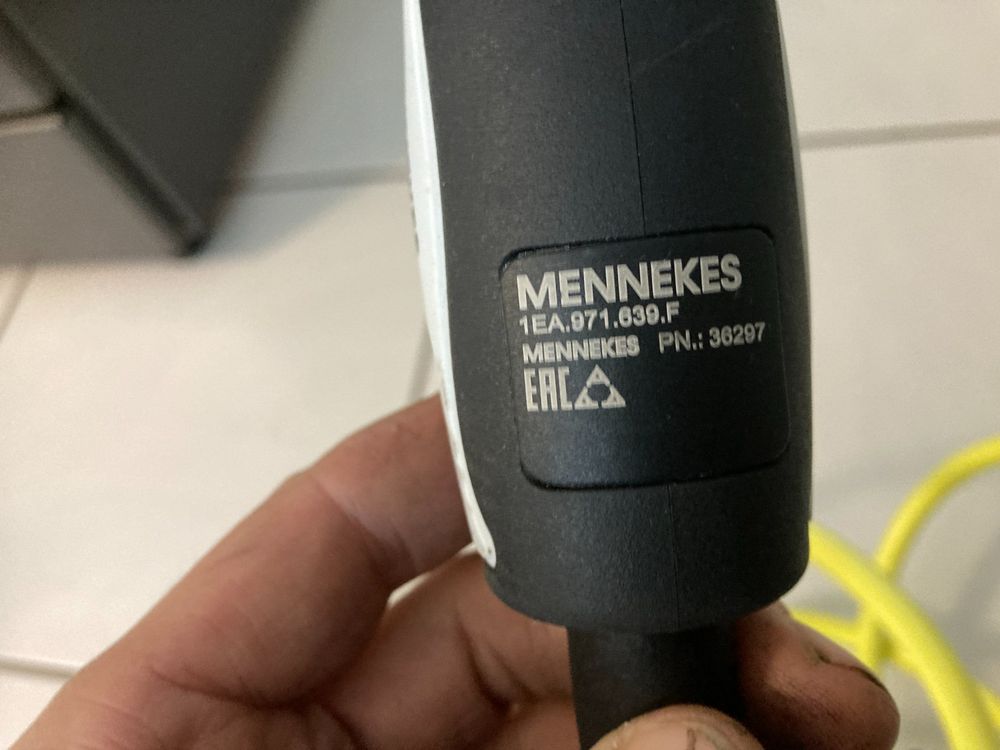 MENNEKES
1EA.971.639.F
MENNEKES PN.: 36297
EAC